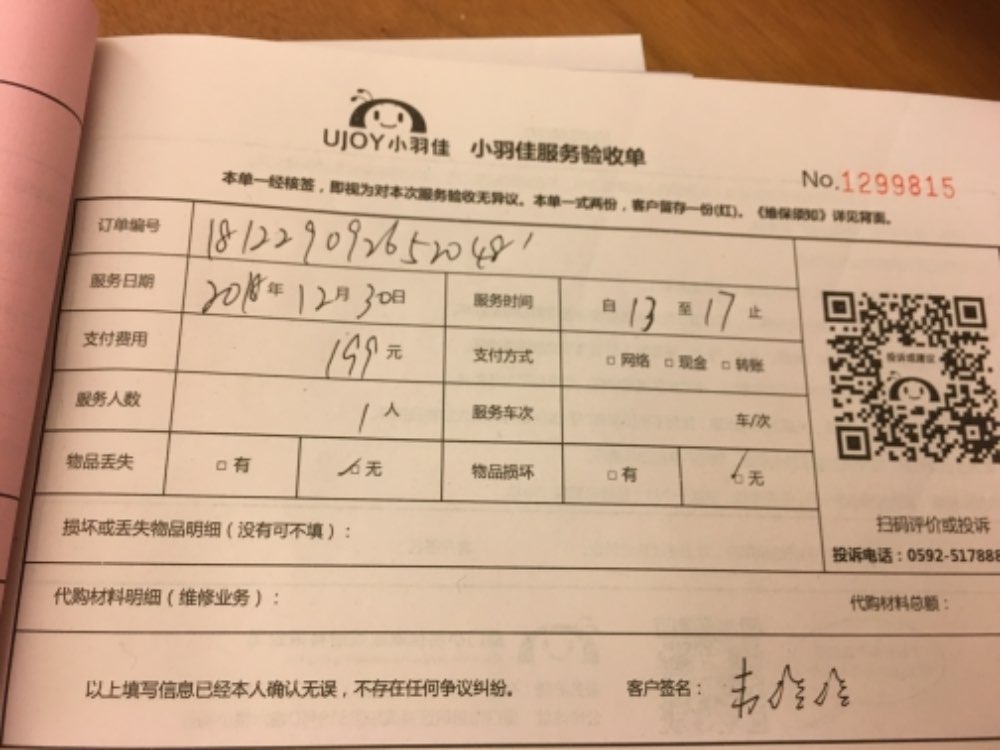 UJOY小羽佳 小羽佳服务验收单
No.1299815
本单一经核签，即视为对本次服务验收无异议。本单一式两份，客户留存一份(红)。《维保须知》详见背面。
订单编号 181229092652048
服务日期 2018年12月30日 服务时间 自13至17止
支付费用 199元 支付方式 □网络 □现金 □转账
服务人数 1人 服务车次 车/次
物品丢失 □有 □无 物品损坏 □有 □无
投诉或建议
扫码评价或投诉
投诉电话：0592-517888
损坏或丢失物品明细（没有可不填）：
代购材料明细（维修业务）： 代购材料总额：
以上填写信息已经本人确认无误，不存在任何争议纠纷。 客户签名：